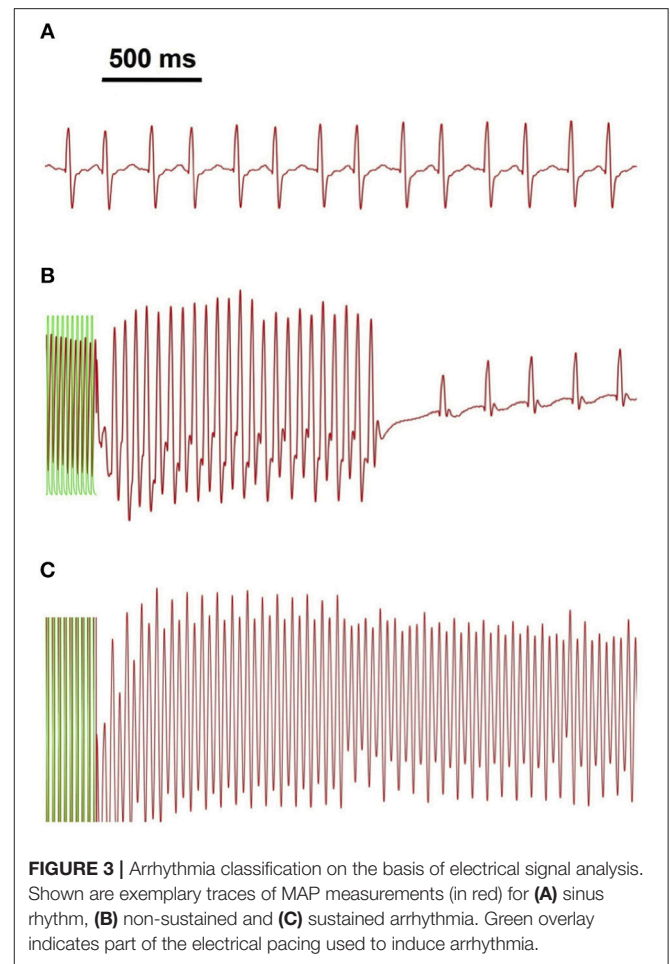 A
500 ms
B
C
FIGURE 3 | Arrhythmia classification on the basis of electrical signal analysis.
Shown are exemplary traces of MAP measurements (in red) for (A) sinus
rhythm, (B) non-sustained and (C) sustained arrhythmia. Green overlay
indicates part of the electrical pacing used to induce arrhythmia.